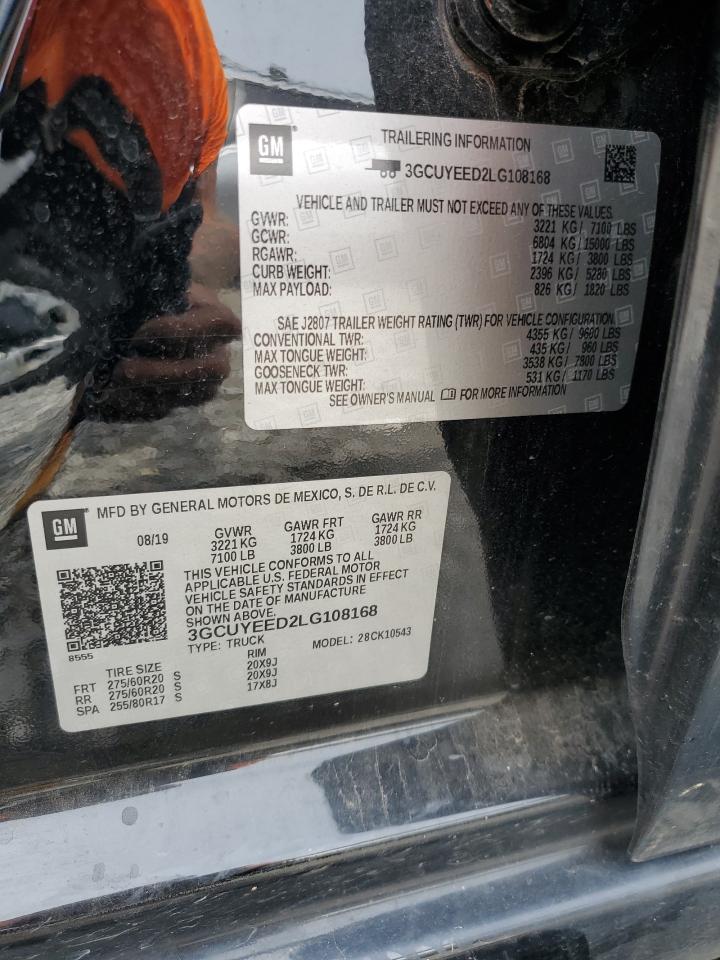 GM
TRAILERING INFORMATION
3GCUYEED2LG108168
VEHICLE AND TRAILER MUST NOT EXCEED ANY OF THESE VALUES.
GVWR: 3221 KG / 7100 LBS
GCWR: 6804 KG / 15000 LBS
RGAWR: 1724 KG / 3800 LBS
CURB WEIGHT: 2396 KG / 5280 LBS
MAX PAYLOAD: 826 KG / 1820 LBS
SAE J2807 TRAILER WEIGHT RATING (TWR) FOR VEHICLE CONFIGURATION.
CONVENTIONAL TWR: 4355 KG / 9600 LBS
MAX TONGUE WEIGHT: 435 KG / 960 LBS
GOOSENECK TWR: 3538 KG / 7800 LBS
MAX TONGUE WEIGHT: 531 KG / 1170 LBS
SEE OWNER'S MANUAL FOR MORE INFORMATION
GM
MFD BY GENERAL MOTORS DE MEXICO, S. DE R.L. DE C.V.
08/19 GVWR GAWR FRT GAWR RR
3221 KG 1724 KG 1724 KG
7100 LB 3800 LB 3800 LB
THIS VEHICLE CONFORMS TO ALL
APPLICABLE U.S. FEDERAL MOTOR
VEHICLE SAFETY STANDARDS IN EFFECT
ON THE DATE OF MANUFACTURE
SHOWN ABOVE.
3GCUYEED2LG108168
8555 TYPE: TRUCK MODEL: 28CK10543
TIRE SIZE RIM
FRT 275/60R20 S 20X9J
RR 275/60R20 S 20X9J
SPA 255/80R17 S 17X8J